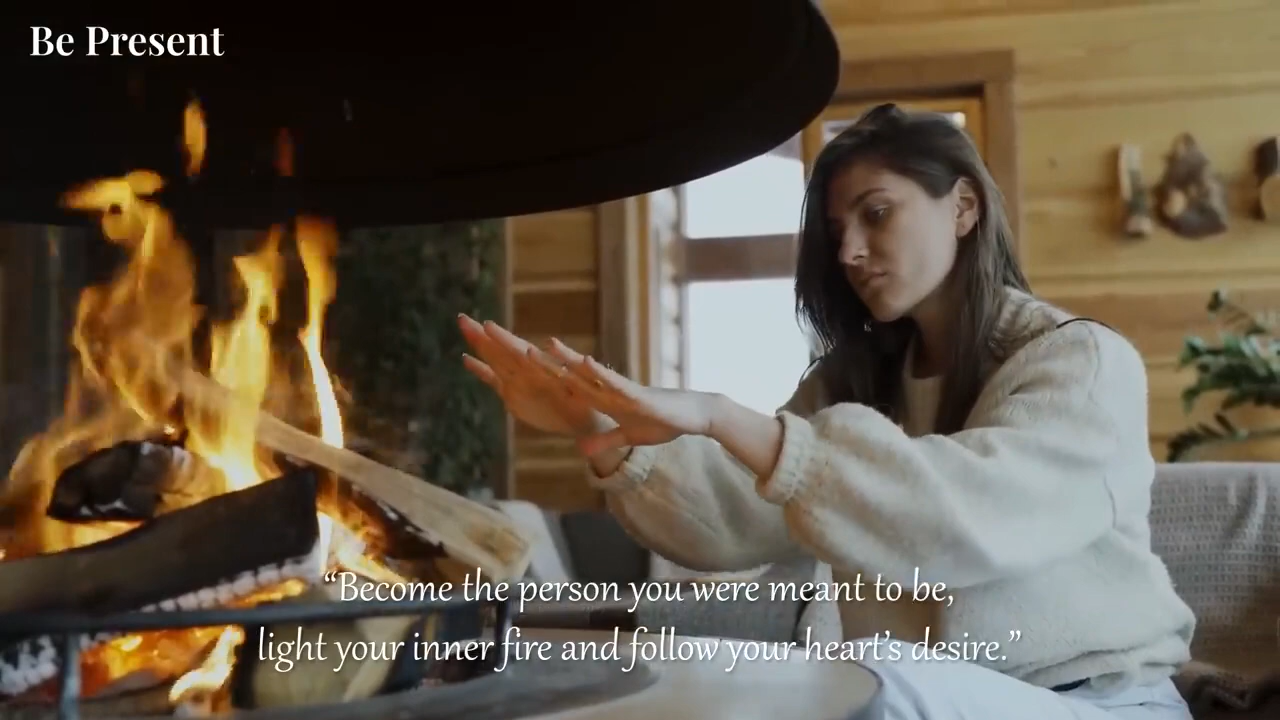 Be Present
“Become the person you were meant to be,
light your inner fire and follow your heart’s desire.”